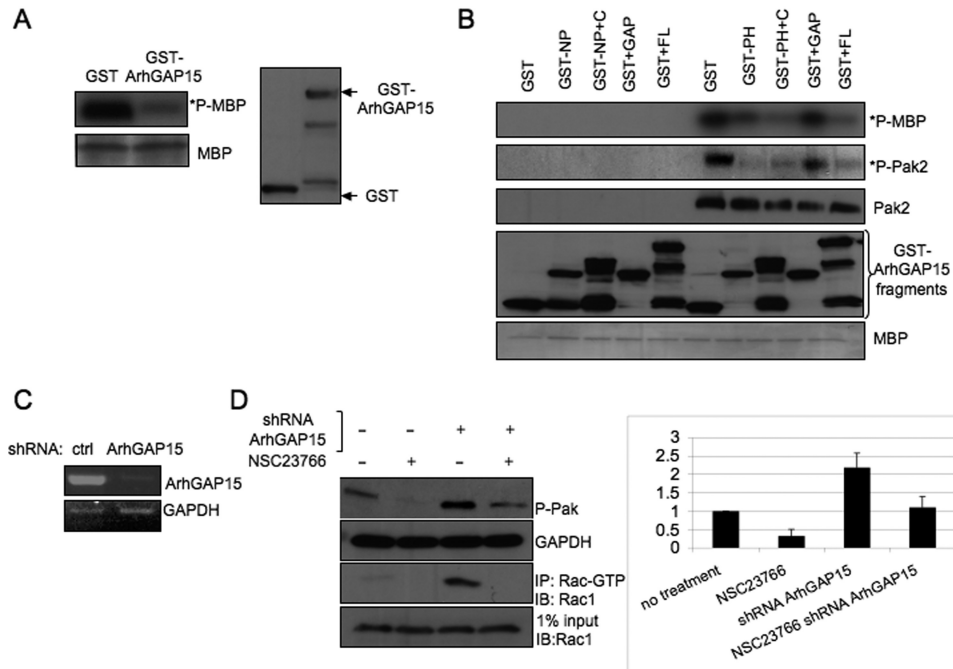 A
GST
GST-
ArhGAP15
*P-MBP
MBP
GST-
ArhGAP15
GST
B
GST
GST-NP
GST-NP+C
GST+GAP
GST+FL
GST
GST-PH
GST-PH+C
GST+GAP
GST+FL
*P-MBP
*P-Pak2
Pak2
GST-
ArhGAP15
fragments
MBP
C
shRNA: ctrl ArhGAP15
ArhGAP15
GAPDH
D
shRNA
ArhGAP15
- - + +
NSC23766
- + - +
P-Pak
GAPDH
IP: Rac-GTP
IB: Rac1
1% input
IB:Rac1
3
2.5
2
1.5
1
0.5
0
no treatment
NSC23766
shRNA ArhGAP15
NSC23766 shRNA ArhGAP15